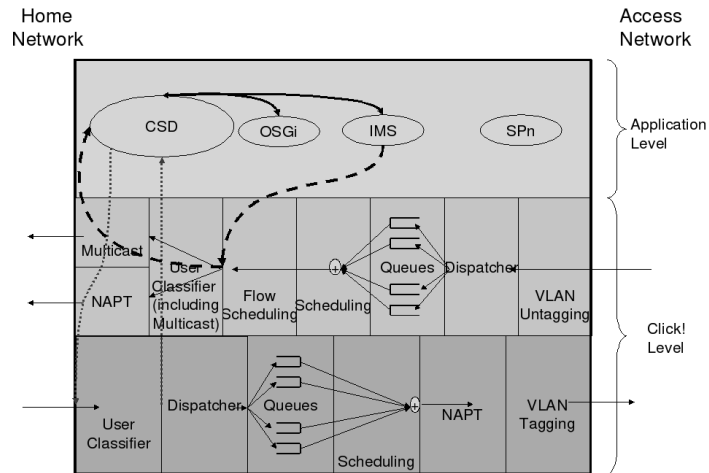 Home
Network
Access
Network
CSD
OSGi
IMS
SPn
Application
Level
Multicast
NAPT
User
Classifier
(including
Multicast)
Flow
Scheduling
Scheduling
+
Queues
Dispatcher
VLAN
Untagging
Click!
Level
User
Classifier
Dispatcher
Queues
Scheduling
+
NAPT
VLAN
Tagging